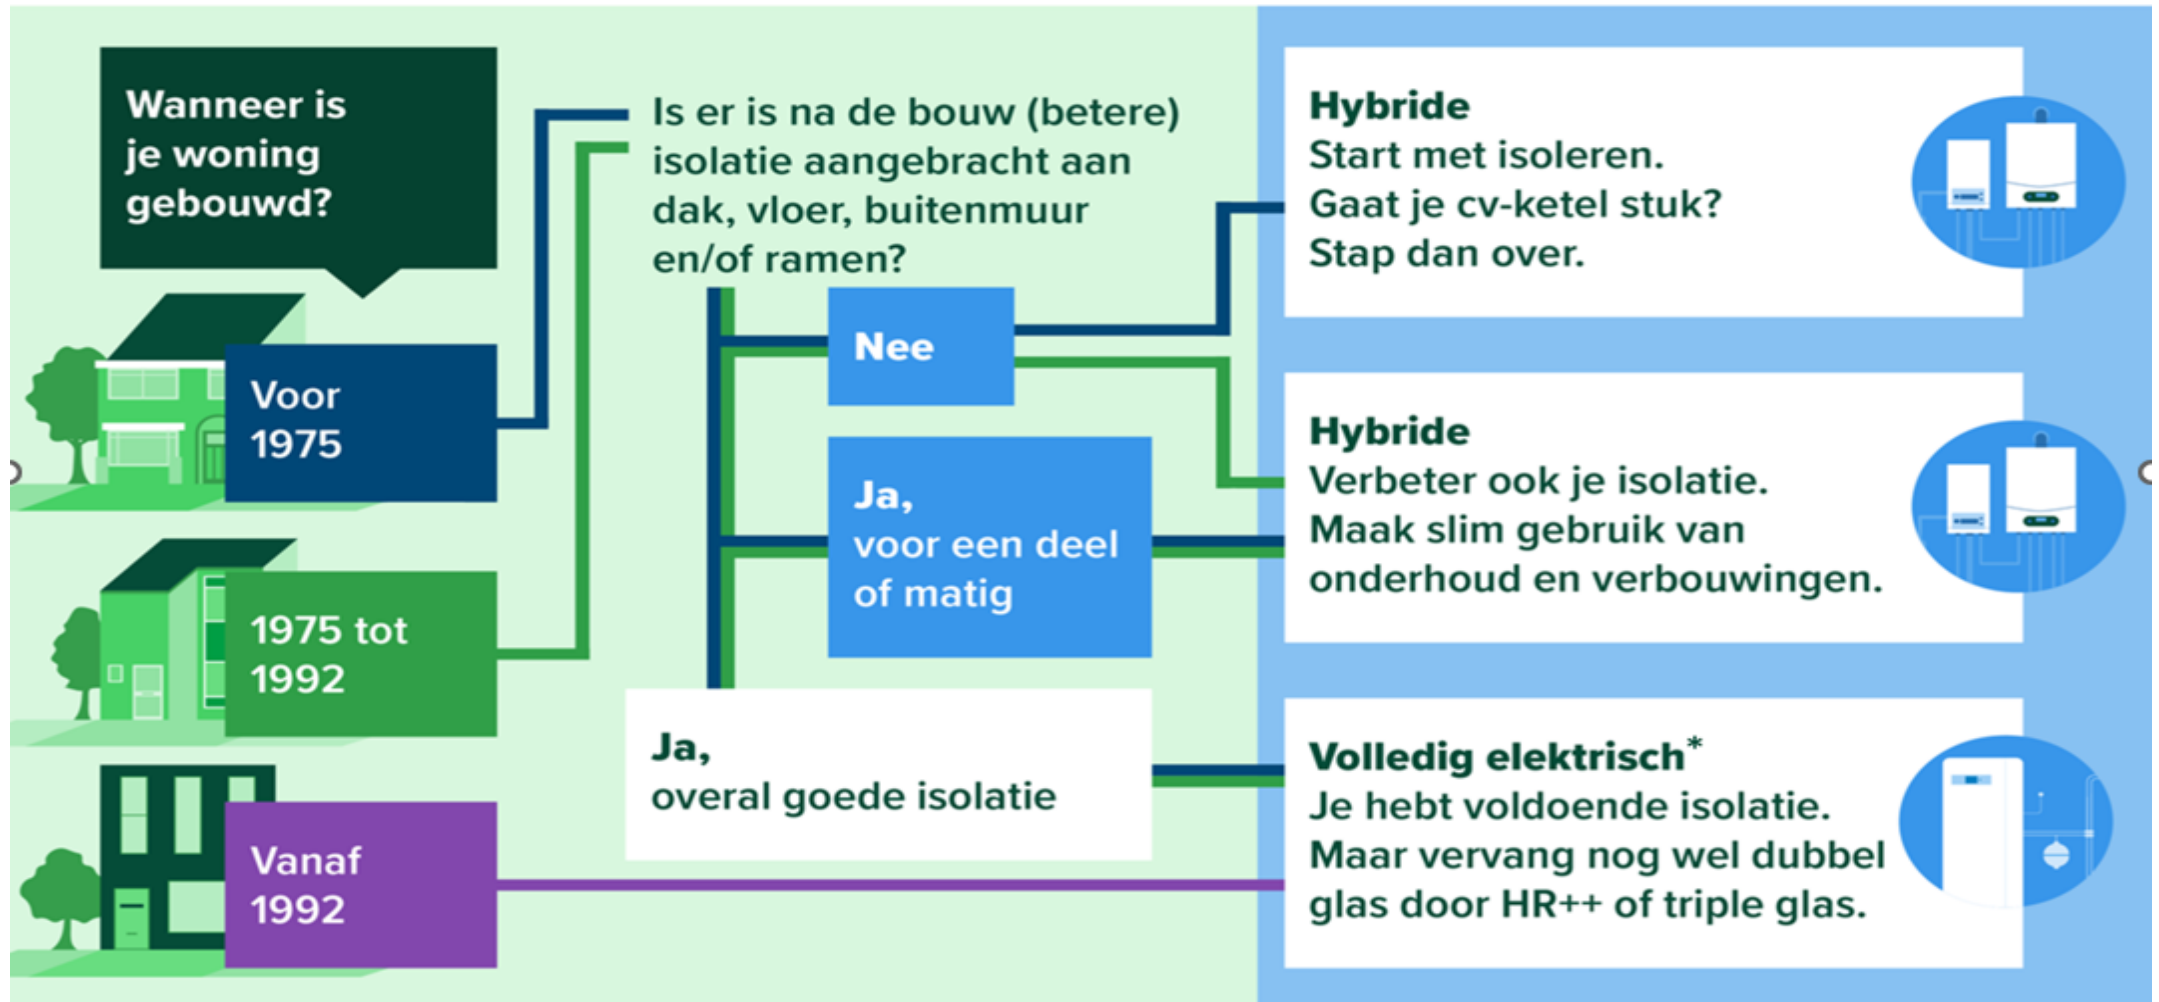 Wanneer is
je woning
gebouwd?
Voor
1975
1975 tot
1992
Vanaf
1992
Is er is na de bouw (betere)
isolatie aangebracht aan
dak, vloer, buitenmuur
en/of ramen?
Nee
Ja,
voor een deel
of matig
Ja,
overal goede isolatie
Hybride
Start met isoleren.
Gaat je cv-ketel stuk?
Stap dan over.
Hybride
Verbeter ook je isolatie.
Maak slim gebruik van
onderhoud en verbouwingen.
Volledig elektrisch*
Je hebt voldoende isolatie.
Maar vervang nog wel dubbel
glas door HR++ of triple glas.